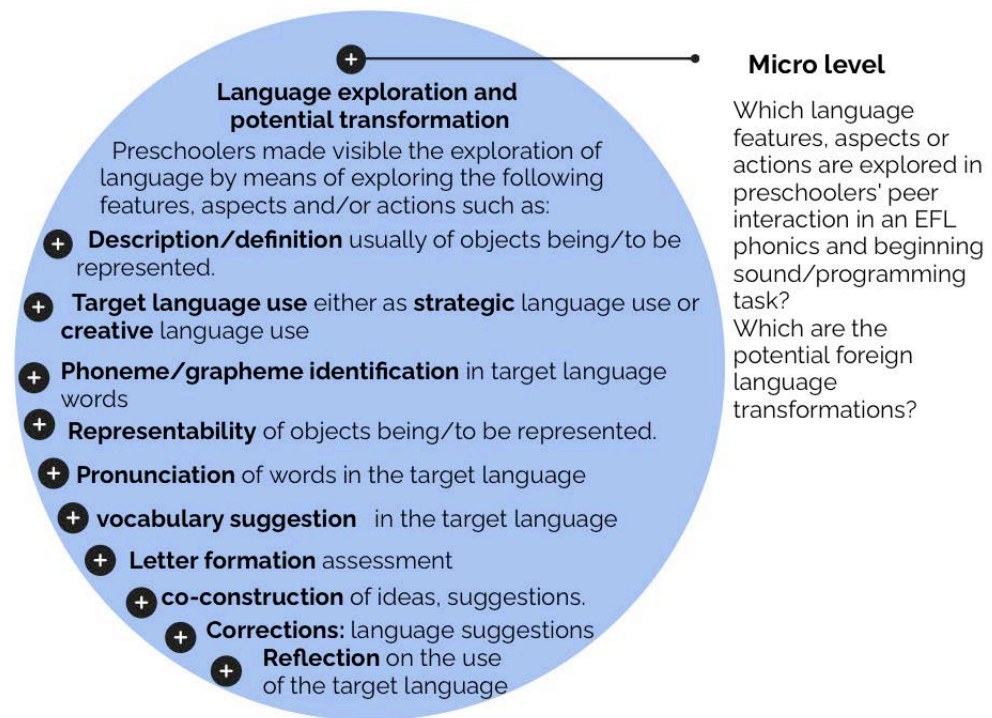 Language exploration and
potential transformation
Preschoolers made visible the exploration of
language by means of exploring the following
features, aspects and/or actions such as:
Description/definition usually of objects being/to be
represented.
Target language use either as strategic language use or
creative language use
Phoneme/grapheme identification in target language
words
Representability of objects being/to be represented.
Pronunciation of words in the target language
vocabulary suggestion in the target language
Letter formation assessment
co-construction of ideas, suggestions.
Corrections: language suggestions
Reflection on the use
of the target language
Micro level
Which language
features, aspects or
actions are explored in
preschoolers' peer
interaction in an EFL
phonics and beginning
sound/programming
task?
Which are the
potential foreign
language
transformations?